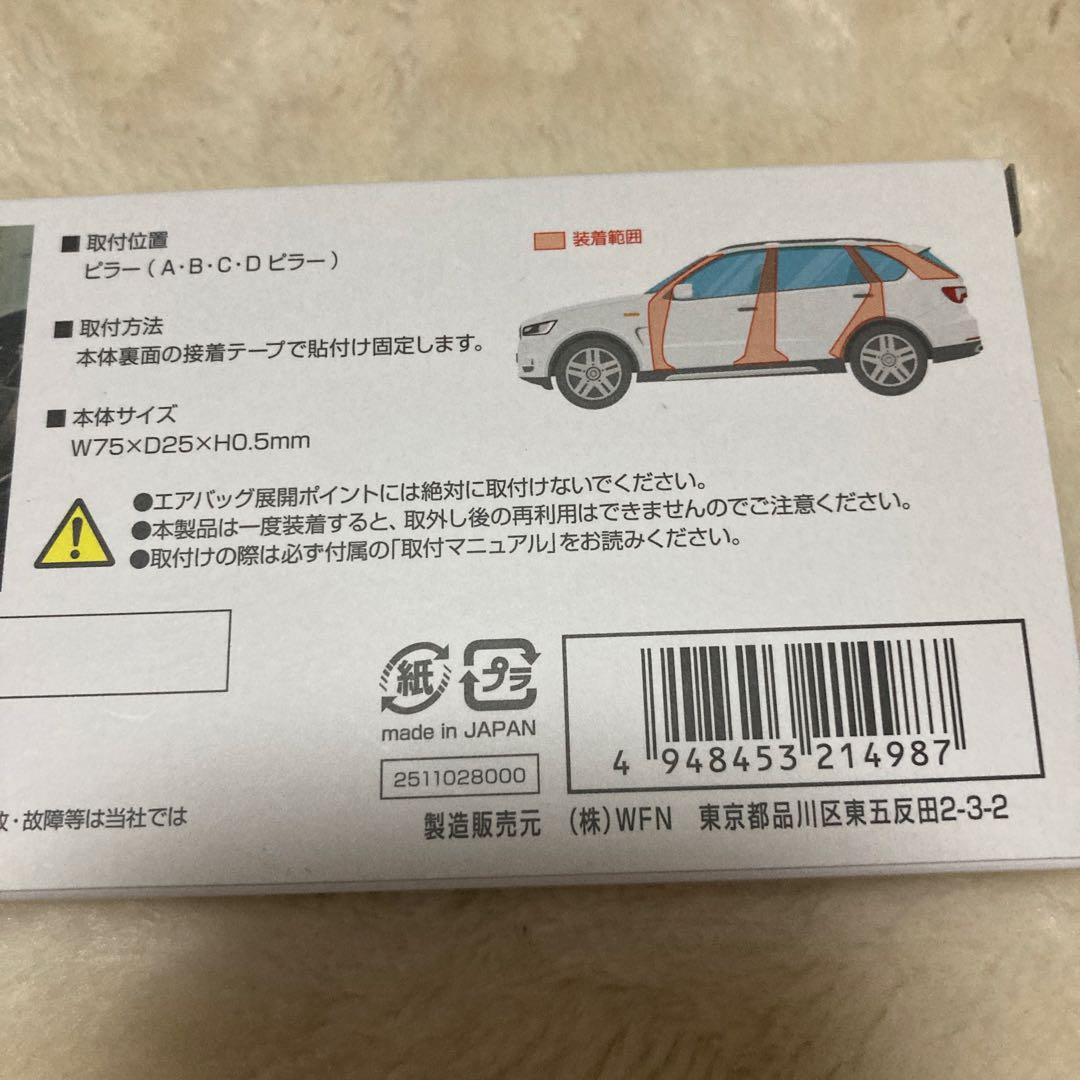 ■ 取付位置
ピラー(A・B・C・Dピラー)
■ 取付方法
本体裏面の接着テープで貼付け固定します。
■ 本体サイズ
W75×D25×H0.5mm
装着範囲
●エアバッグ展開ポイントには絶対に取付けないでください。
●本製品は一度装着すると、取外し後の再利用はできませんのでご注意ください。
●取付けの際は必ず付属の「取付マニュアル」をお読みください。
紙 プラ
made in JAPAN
2511028000
4 948453 214987
・故障等は当社では
製造販売元 (株)WFN 東京都品川区東五反田2-3-2